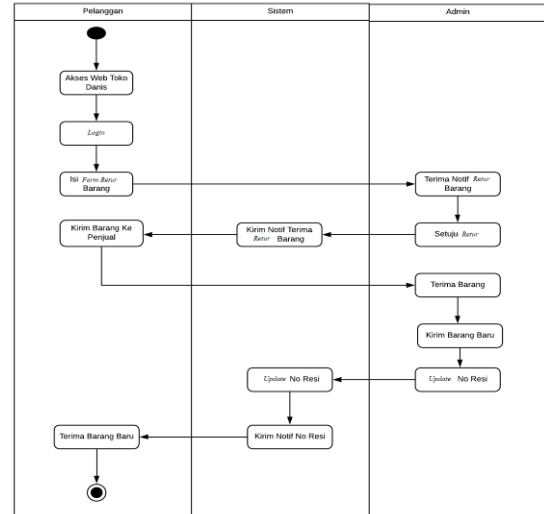 Pelanggan
Sistem
Admin
Akses Web Toko
Danis
Login
Isi Form Retur
Barang
Terima Notif Retur
Barang
Kirim Barang Ke
Penjual
Kirim Notif Terima
Retur Barang
Setuju Retur
Terima Barang
Kirim Barang Baru
Update No Resi
Update No Resi
Terima Barang Baru
Kirim Notif No Resi